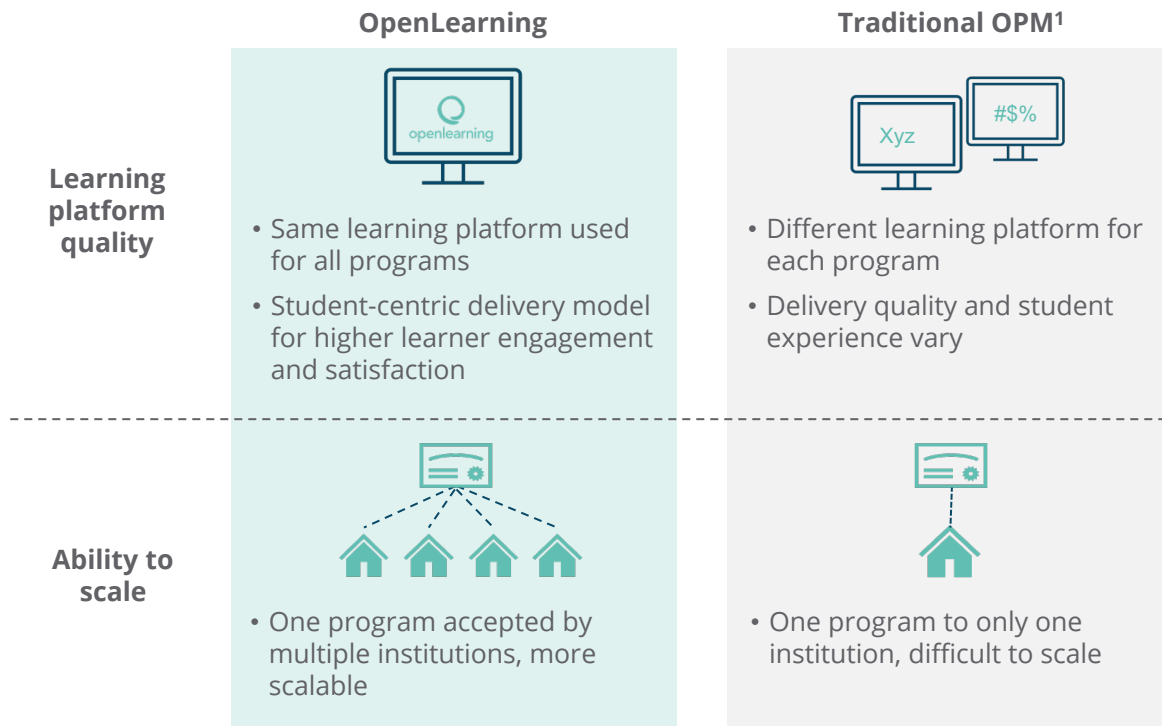 OpenLearning
Traditional OPM¹
Learning
platform
quality
openlearning
• Same learning platform used
for all programs
• Student-centric delivery model
for higher learner engagement
and satisfaction
Xyz
#$%
• Different learning platform for
each program
• Delivery quality and student
experience vary
Ability to
scale
• One program accepted by
multiple institutions, more
scalable
• One program to only one
institution, difficult to scale